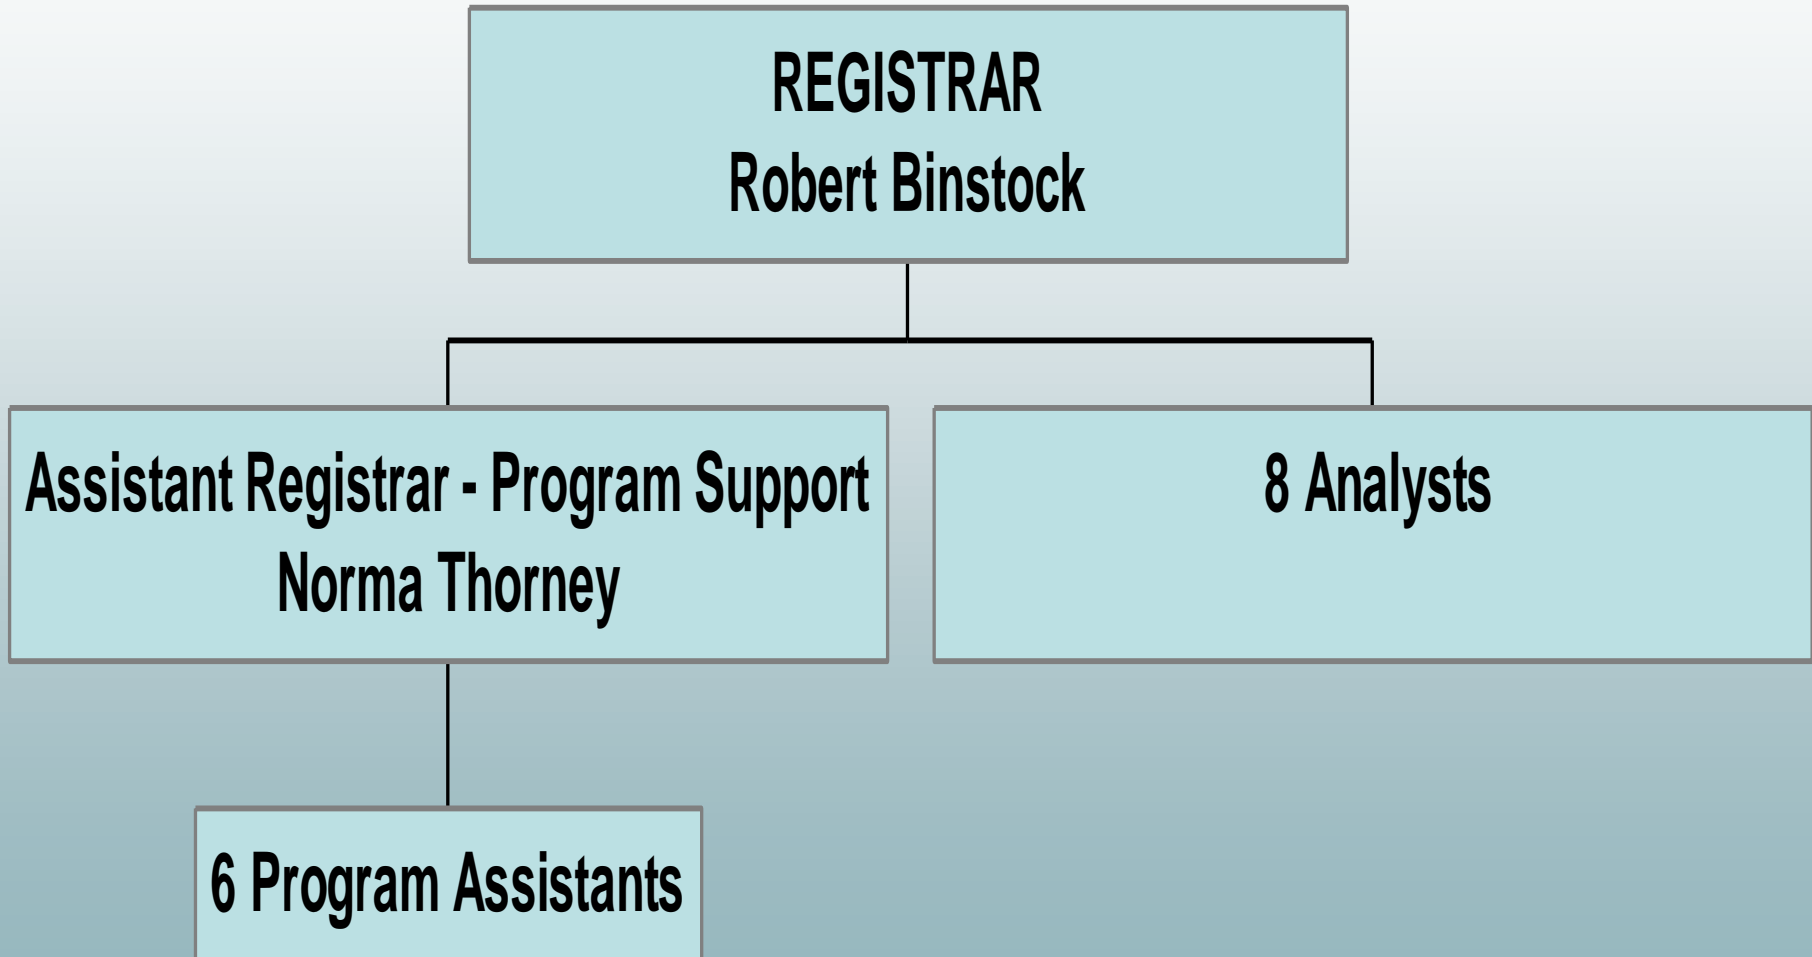 REGISTRAR
Robert Binstock
Assistant Registrar - Program Support
Norma Thorney
8 Analysts
6 Program Assistants